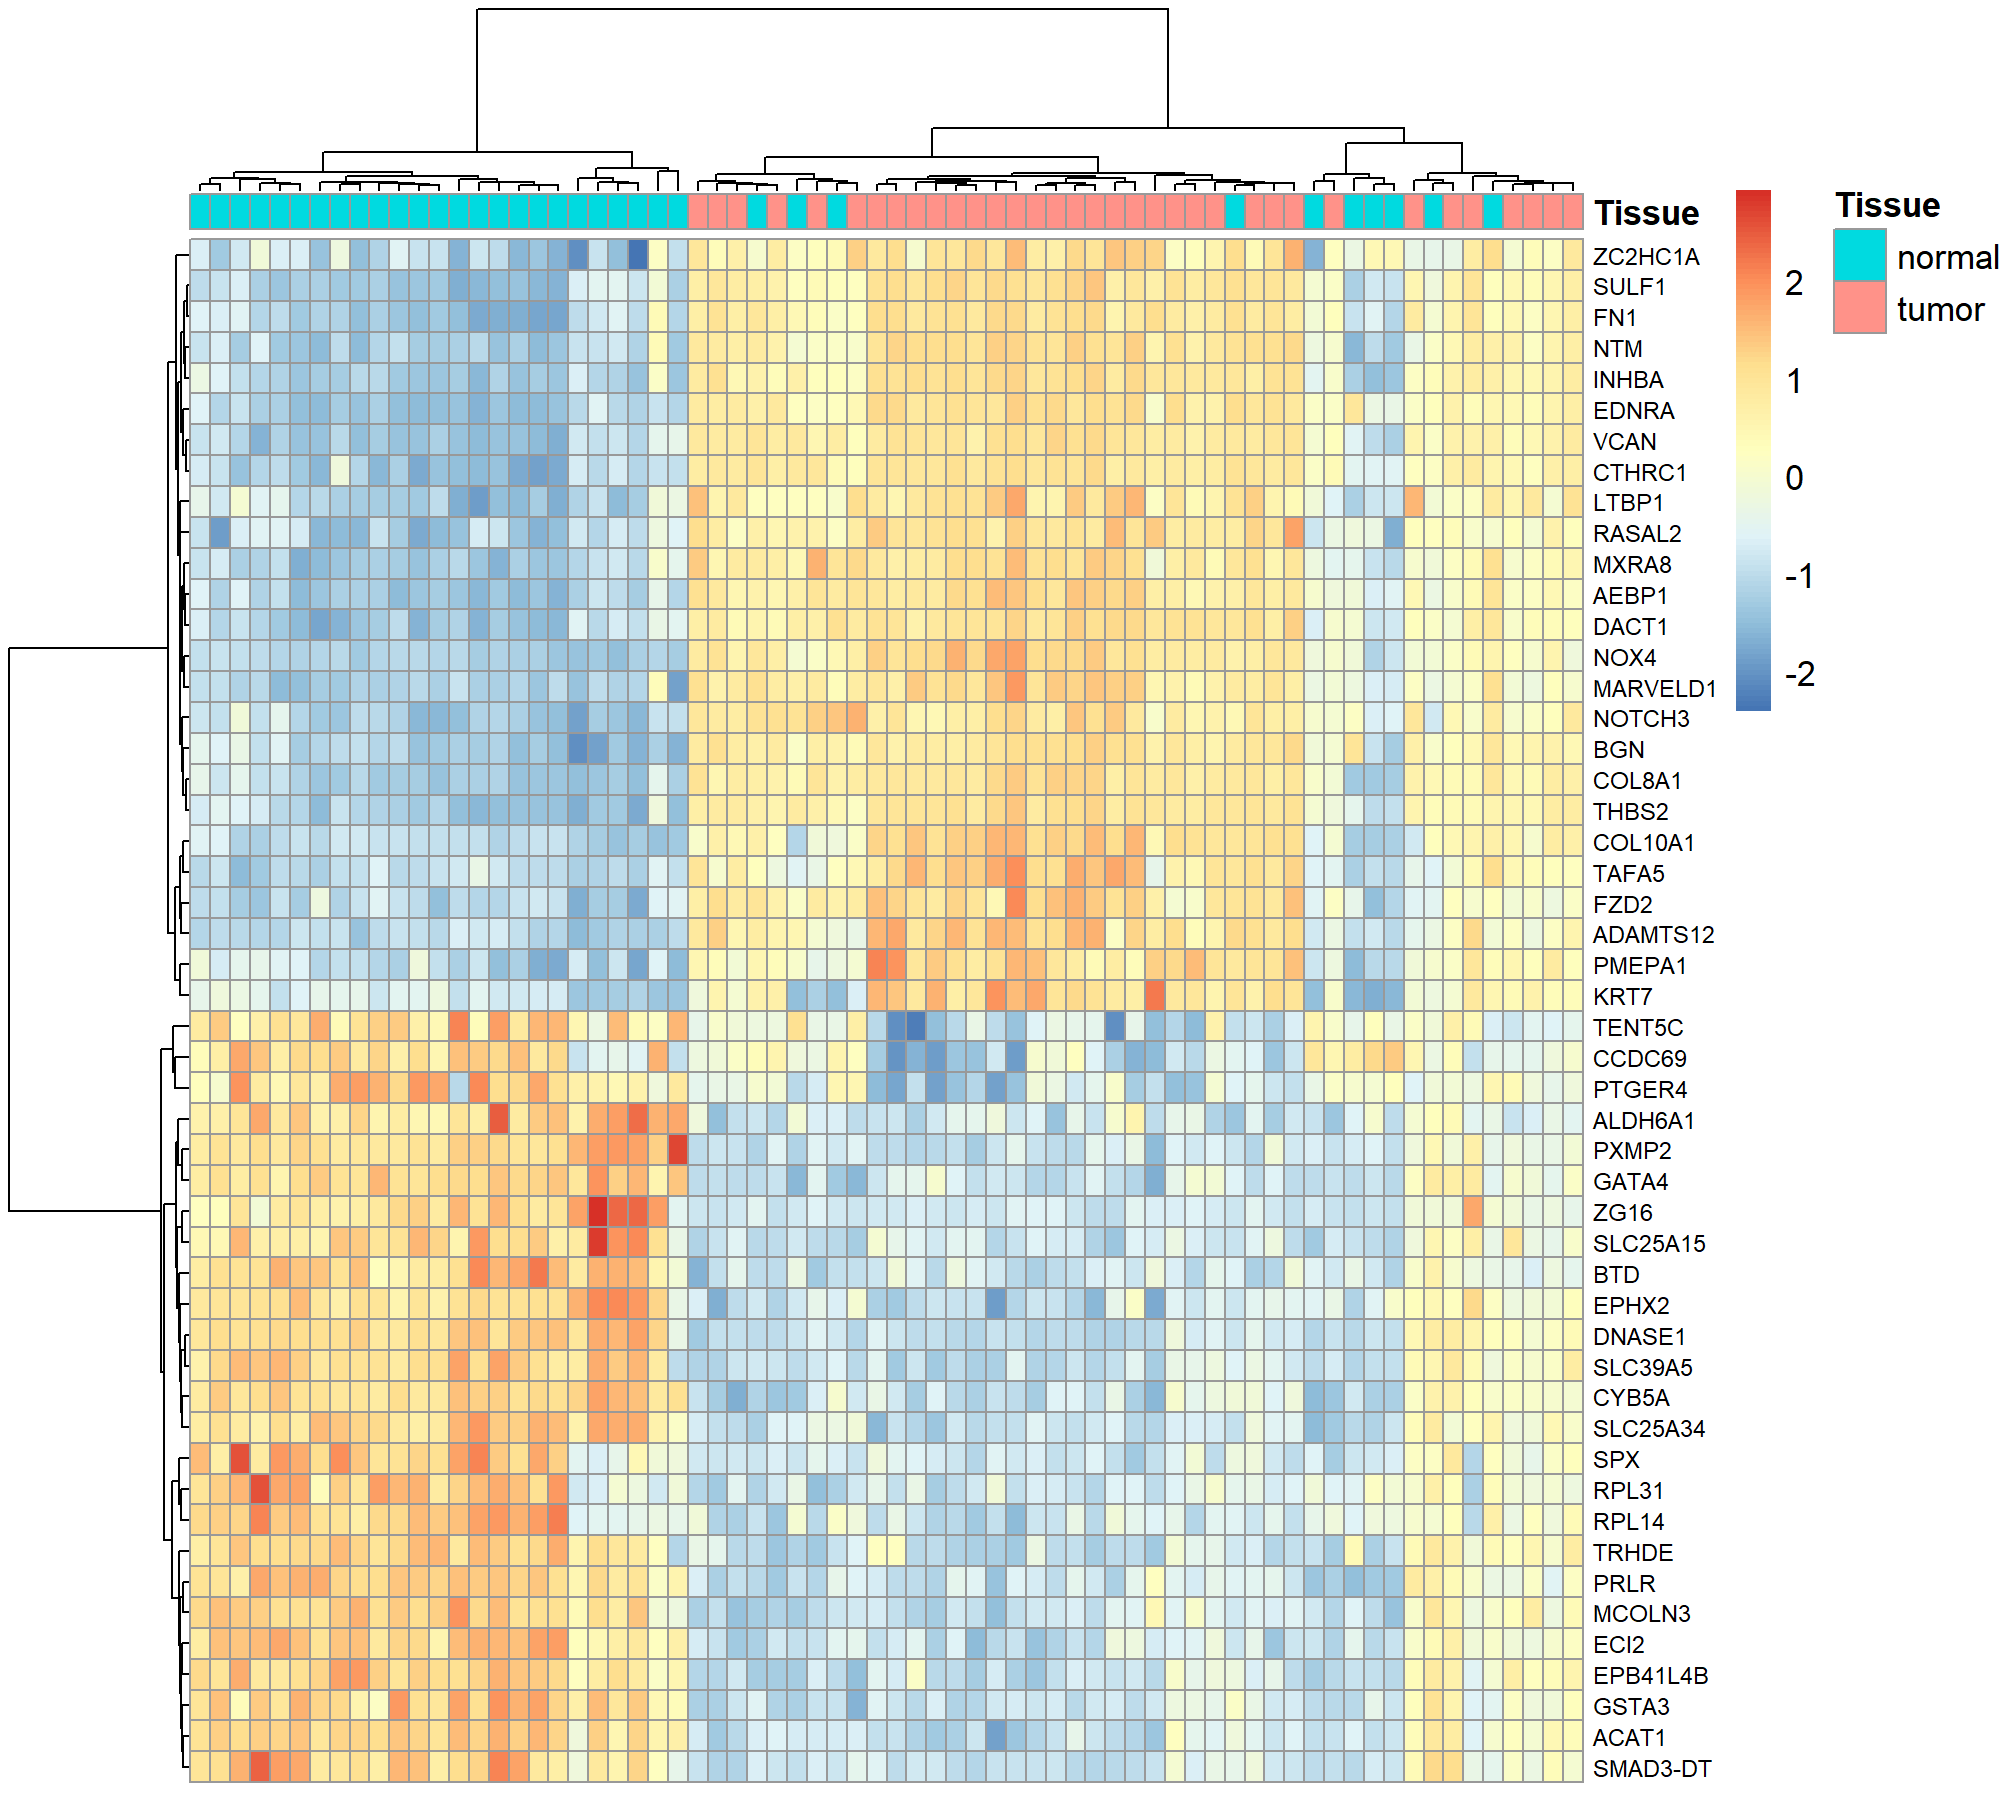 Tissue
ZC2HC1A
SULF1
FN1
NTM
INHBA
EDNRA
VCAN
CTHRC1
LTBP1
RASAL2
MXRA8
AEBP1
DACT1
NOX4
MARVELD1
NOTCH3
BGN
COL8A1
THBS2
COL10A1
TAFA5
FZD2
ADAMTS12
PMEPA1
KRT7
TENT5C
CCDC69
PTGER4
ALDH6A1
PXMP2
GATA4
ZG16
SLC25A15
BTD
EPHX2
DNASE1
SLC39A5
CYB5A
SLC25A34
SPX
RPL31
RPL14
TRHDE
PRLR
MCOLN3
ECI2
EPB41L4B
GSTA3
ACAT1
SMAD3-DT
2
1
0
-1
-2
Tissue
normal
tumor